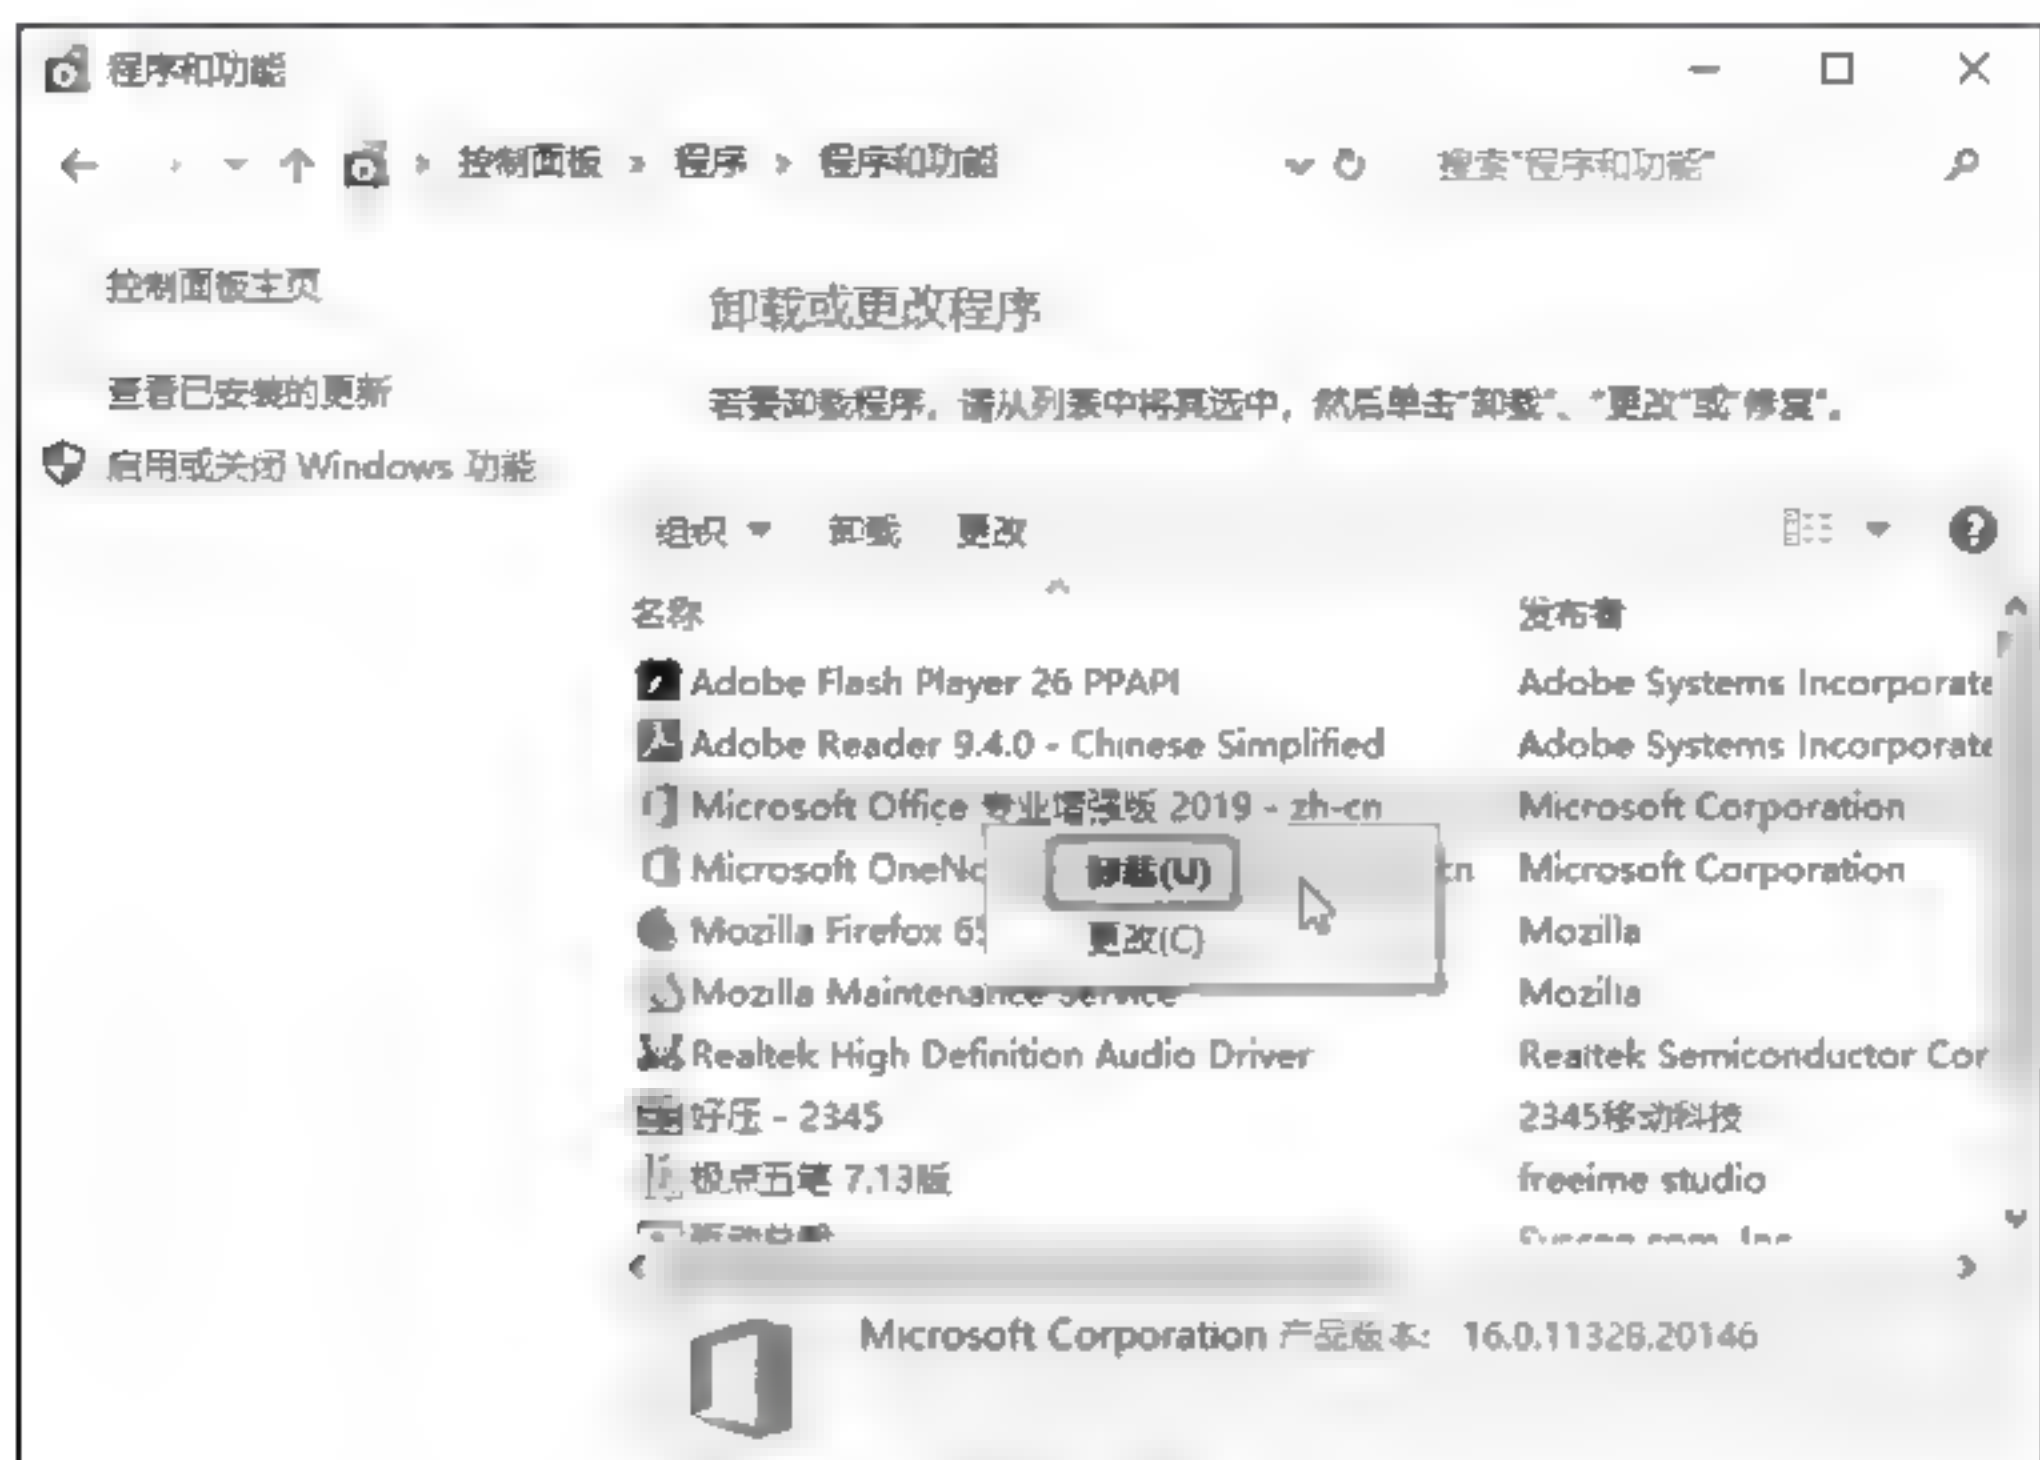 程序和功能
控制面板 › 程序 › 程序和功能 搜索"程序和功能"
控制面板主页
卸载或更改程序
查看已安装的更新
若要卸载程序，请从列表中将其选中，然后单击"卸载"、"更改"或"修复"。
启用或关闭 Windows 功能
组织 卸载 更改
名称 发布者
Adobe Flash Player 26 PPAPI Adobe Systems Incorporate
Adobe Reader 9.4.0 - Chinese Simplified Adobe Systems Incorporate
Microsoft Office 专业增强版 2019 - zh-cn Microsoft Corporation
Microsoft OneNo cn Microsoft Corporation
卸载(U)
Mozilla Firefox 65 Mozilla
更改(C)
Mozilla Maintenance Service Mozilla
Realtek High Definition Audio Driver Realtek Semiconductor Cor
好压 - 2345 2345移动科技
极点五笔 7.13版 freeime studio
Microsoft Corporation 产品版本: 16.0.11328.20146